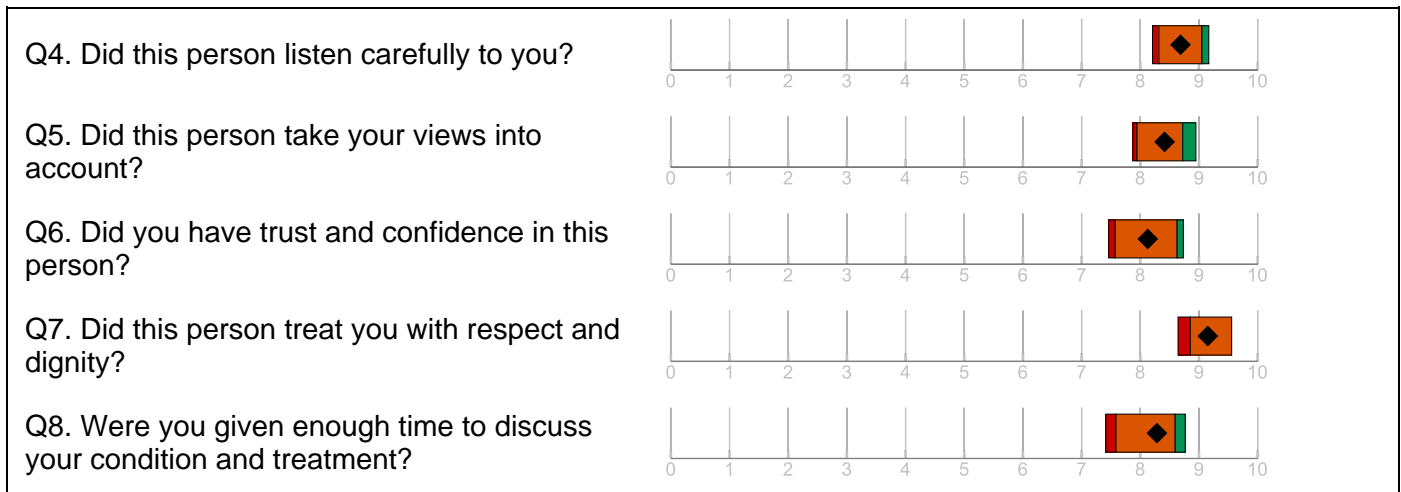 Q4. Did this person listen carefully to you?
0 1 2 3 4 5 6 7 8 9 10
Q5. Did this person take your views into
account?
0 1 2 3 4 5 6 7 8 9 10
Q6. Did you have trust and confidence in this
person?
0 1 2 3 4 5 6 7 8 9 10
Q7. Did this person treat you with respect and
dignity?
0 1 2 3 4 5 6 7 8 9 10
Q8. Were you given enough time to discuss
your condition and treatment?
0 1 2 3 4 5 6 7 8 9 10